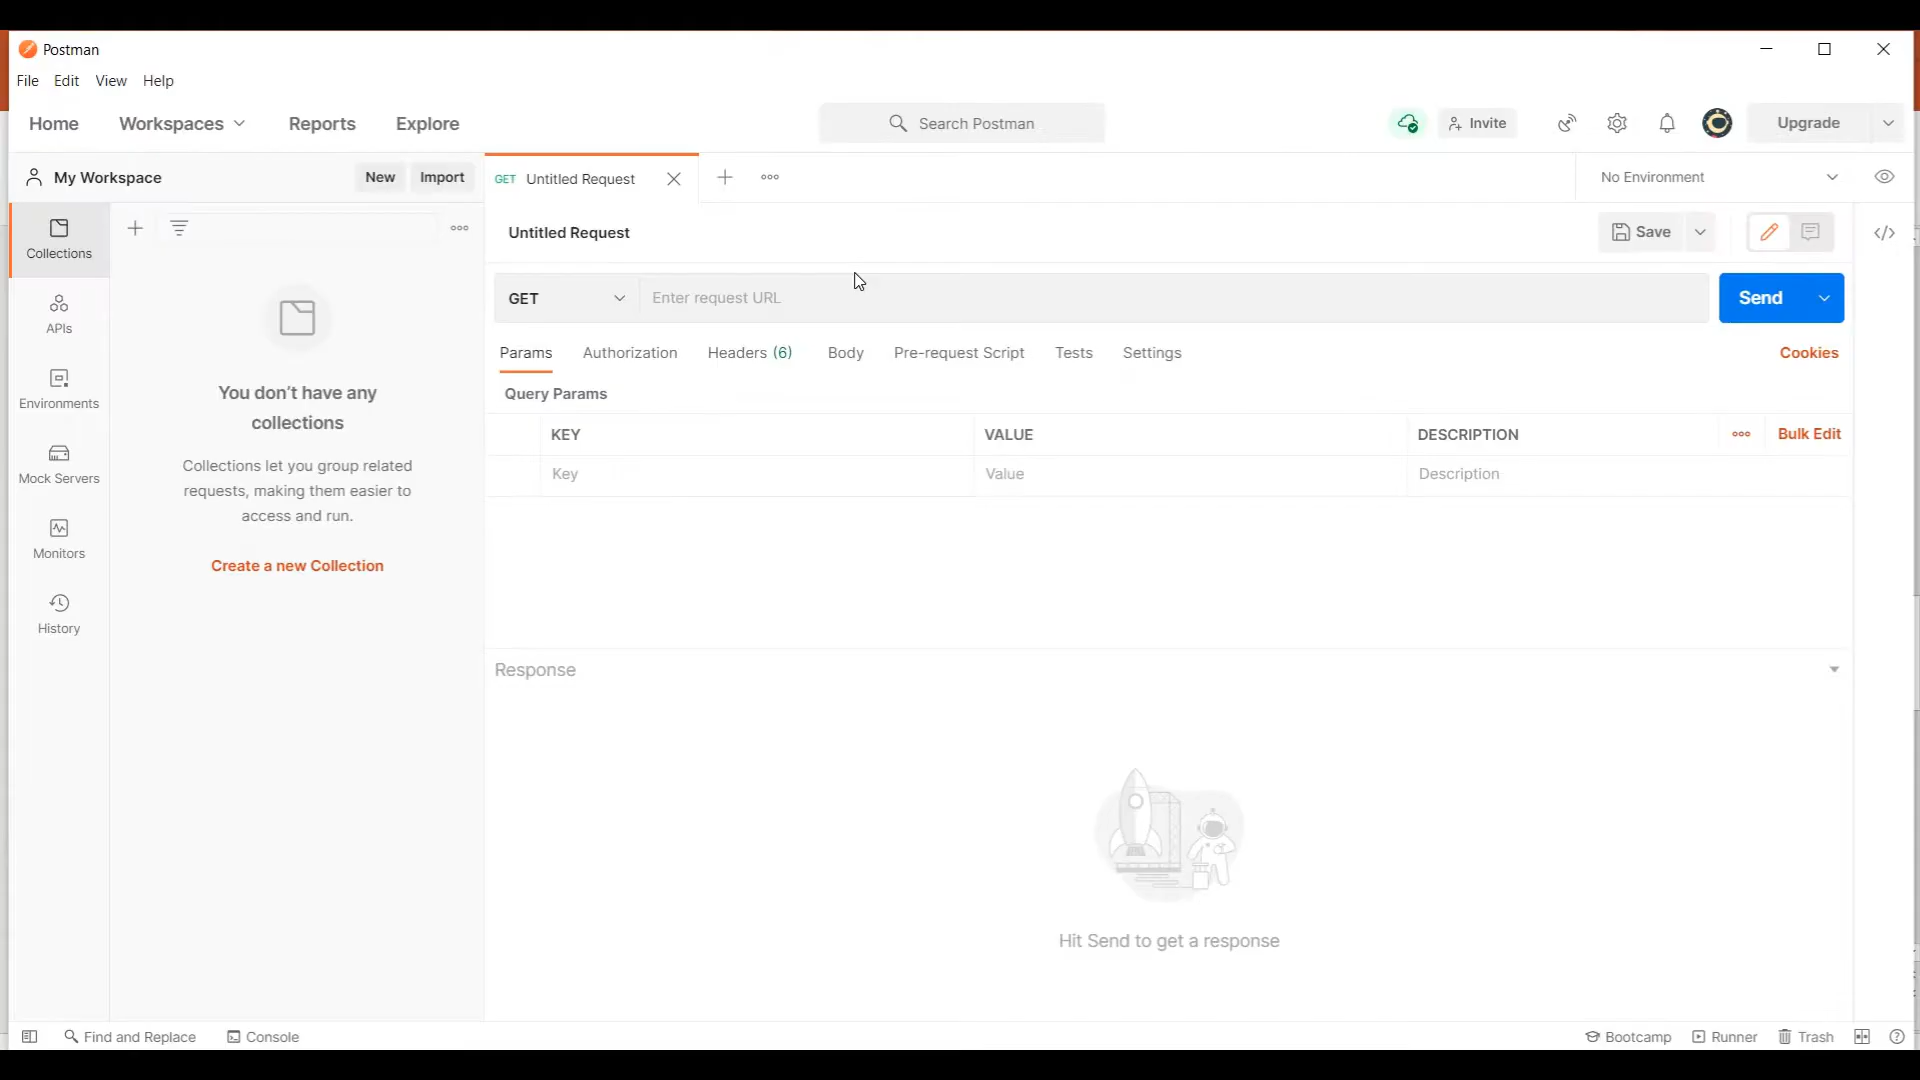 Postman
File Edit View Help
Home Workspaces Reports Explore Search Postman Invite Upgrade
My Workspace New Import GET Untitled Request No Environment
Collections
APIs
Environments
Mock Servers
Monitors
History
You don't have any
collections
Collections let you group related
requests, making them easier to
access and run.
Create a new Collection
Untitled Request Save
GET Enter request URL Send
Params Authorization Headers (6) Body Pre-request Script Tests Settings Cookies
Query Params
KEY VALUE DESCRIPTION Bulk Edit
Key Value Description
Response
Hit Send to get a response
Find and Replace Console Bootcamp Runner Trash